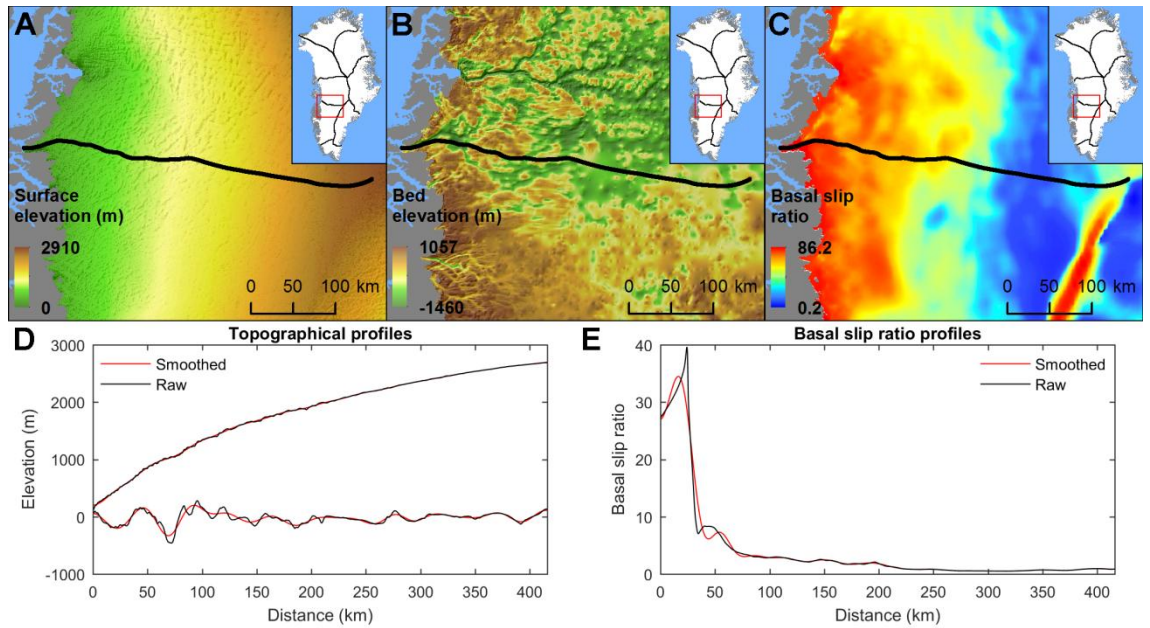 A
Surface
elevation (m)
2910
0
0 50 100 km
B
Bed
elevation (m)
1057
-1460
0 50 100 km
C
Basal slip
ratio
86.2
0.2
0 50 100 km
D
Topographical profiles
Smoothed
Raw
3000
2000
1000
0
-1000
Elevation (m)
0 50 100 150 200 250 300 350 400
Distance (km)
E
Basal slip ratio profiles
Smoothed
Raw
40
30
20
10
0
Basal slip ratio
0 50 100 150 200 250 300 350 400
Distance (km)